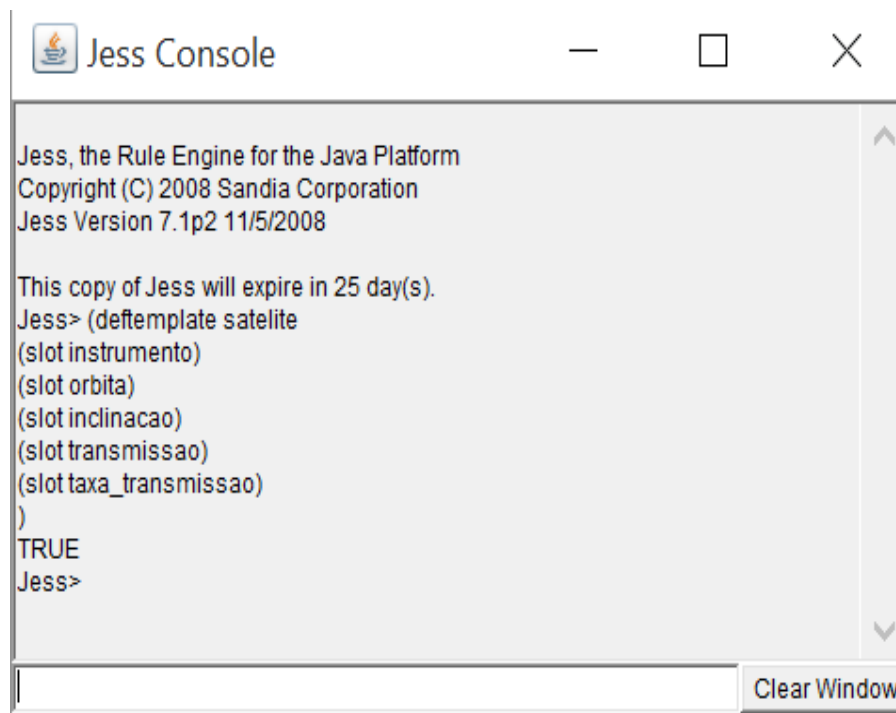 Jess Console
Jess, the Rule Engine for the Java Platform
Copyright (C) 2008 Sandia Corporation
Jess Version 7.1p2 11/5/2008
This copy of Jess will expire in 25 day(s).
Jess> (deftemplate satelite
(slot instrumento)
(slot orbita)
(slot inclinacao)
(slot transmissao)
(slot taxa_transmissao)
)
TRUE
Jess>
Clear Window